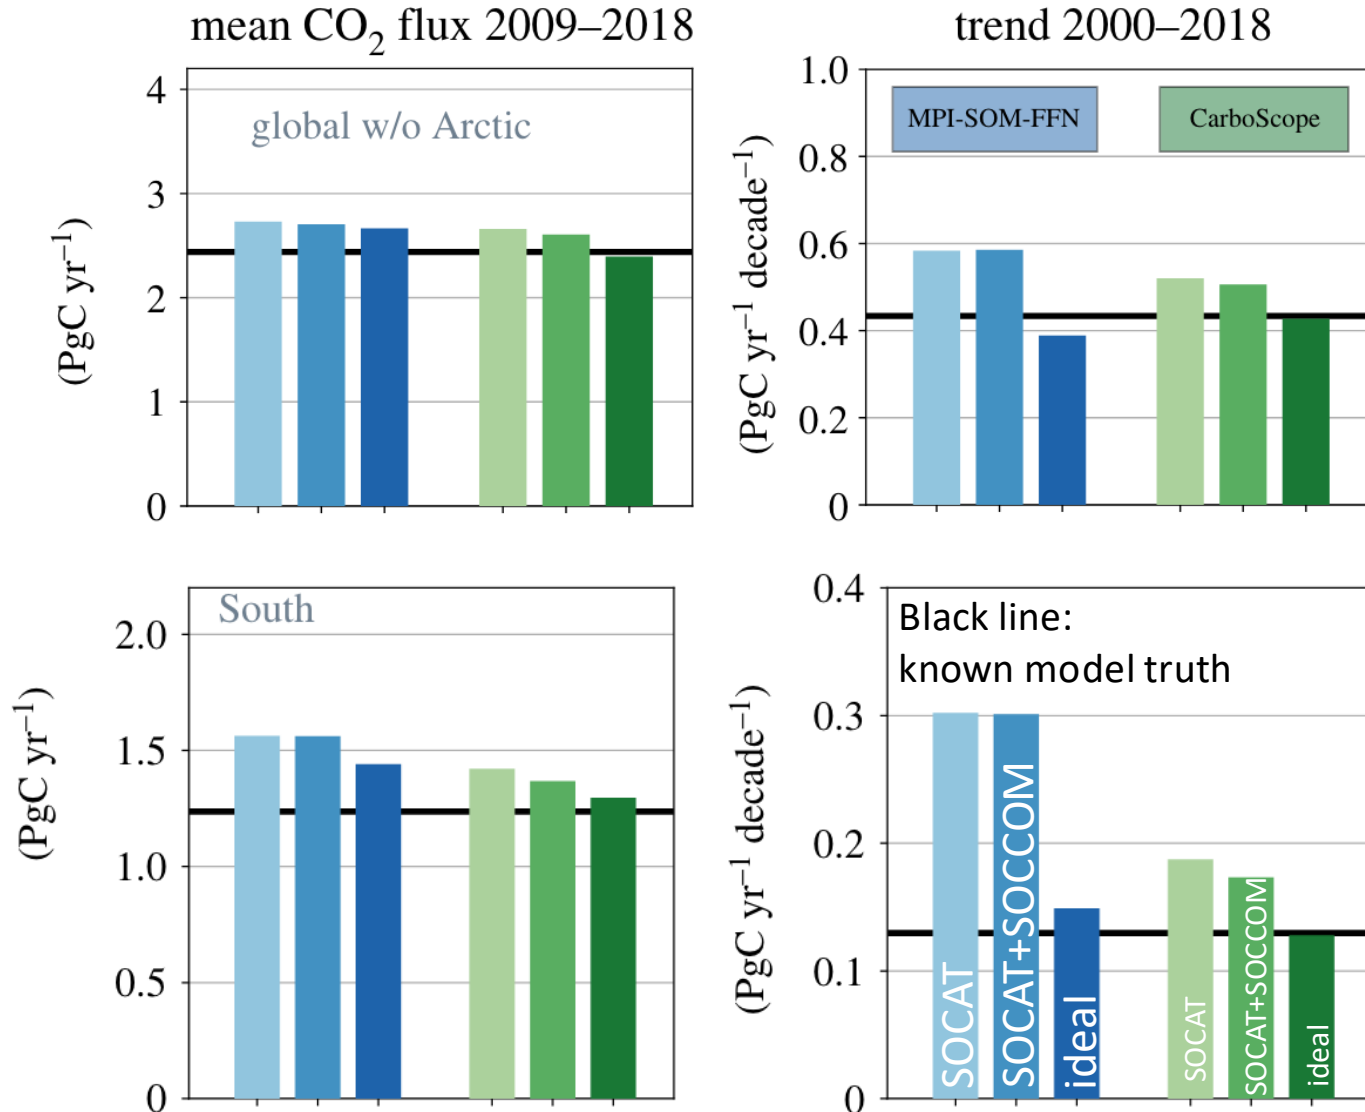 mean CO₂ flux 2009–2018
trend 2000–2018
global w/o Arctic
(PgC yr⁻¹)
4
3
2
1
0
MPI-SOM-FFN
CarboScope
(PgC yr⁻¹ decade⁻¹)
1.0
0.8
0.6
0.4
0.2
0
South
(PgC yr⁻¹)
2.0
1.5
1.0
0.5
0
Black line:
known model truth
(PgC yr⁻¹ decade⁻¹)
0.4
0.3
0.2
0.1
0
SOCAT
SOCAT+SOCCOM
ideal
SOCAT
SOCAT+SOCCOM
ideal